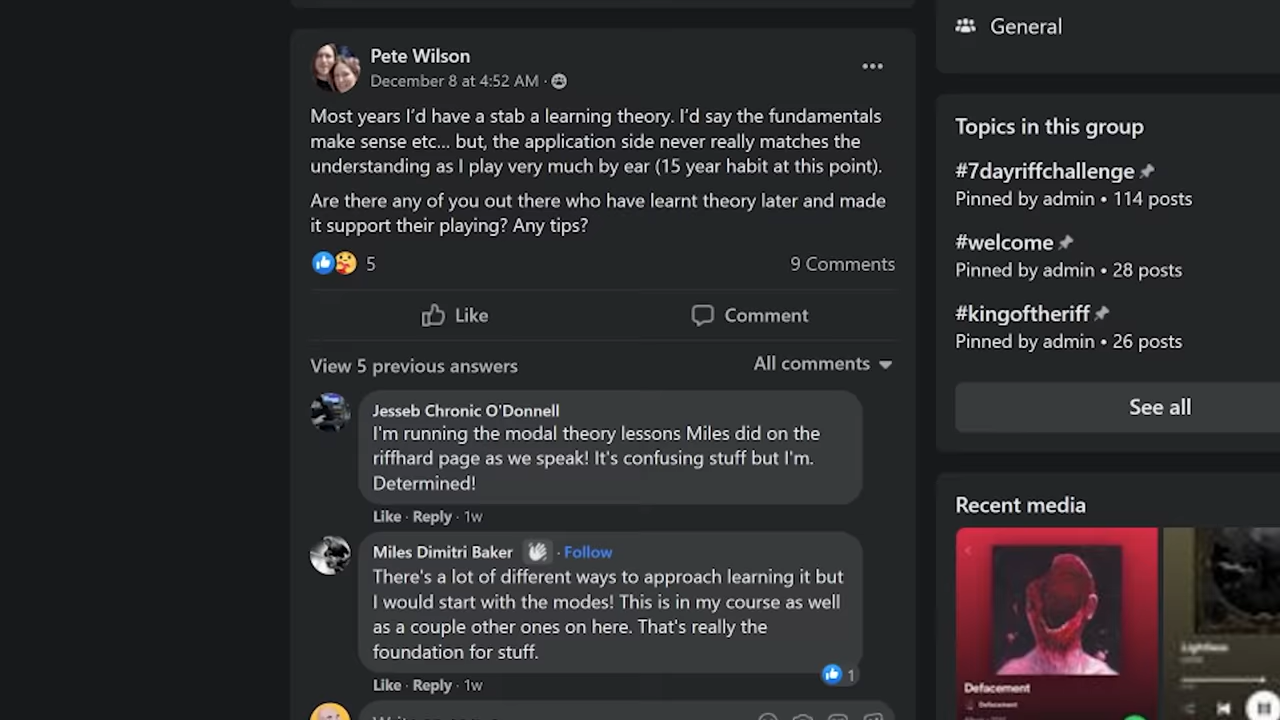 Pete Wilson
December 8 at 4:52 AM ·
Most years I'd have a stab a learning theory. I'd say the fundamentals
make sense etc... but, the application side never really matches the
understanding as I play very much by ear (15 year habit at this point).
Are there any of you out there who have learnt theory later and made
it support their playing? Any tips?
5
9 Comments
Like
Comment
View 5 previous answers
All comments
Jesseb Chronic O'Donnell
I'm running the modal theory lessons Miles did on the
riffhard page as we speak! It's confusing stuff but I'm.
Determined!
Like · Reply · 1w
Miles Dimitri Baker · Follow
There's a lot of different ways to approach learning it but
I would start with the modes! This is in my course as well
as a couple other ones on here. That's really the
foundation for stuff.
1
Like · Reply · 1w
General
Topics in this group
#7dayriffchallenge
Pinned by admin • 114 posts
#welcome
Pinned by admin • 28 posts
#kingoftheriff
Pinned by admin • 26 posts
See all
Recent media
Defacement
Defacement